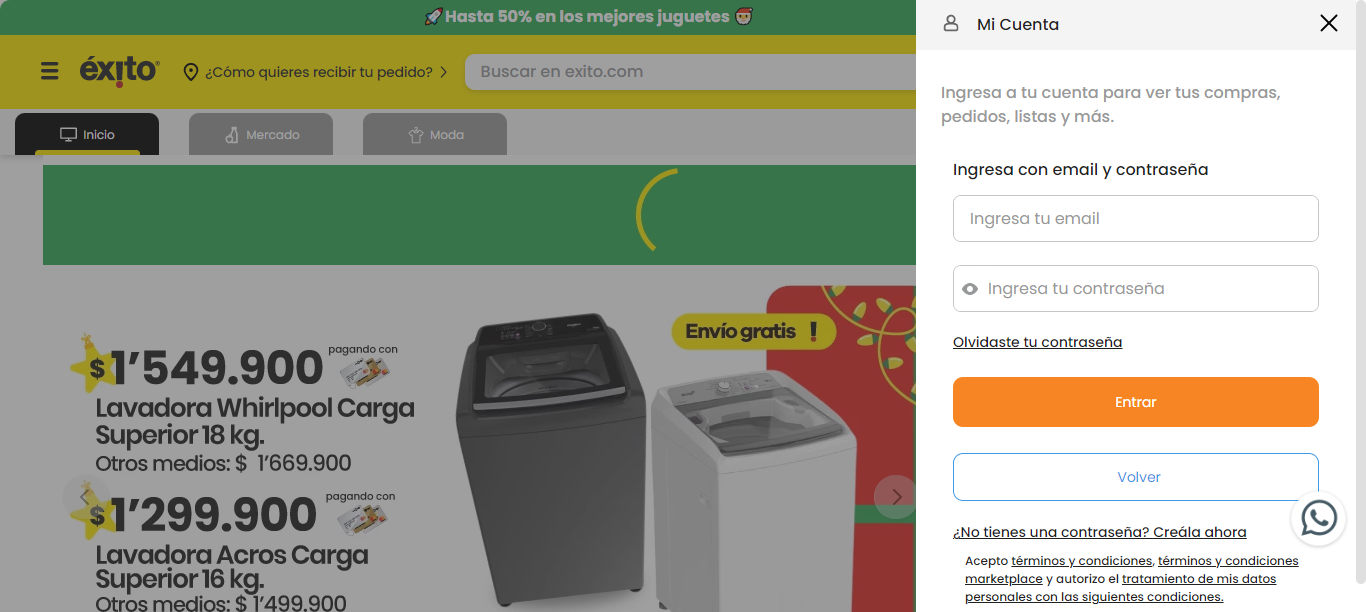 Hasta 50% en los mejores juguetes
éxito
¿Cómo quieres recibir tu pedido?
Buscar en exito.com
Inicio
Mercado
Moda
Envío gratis !
$1’549.900
pagando con
Lavadora Whirlpool Carga
Superior 18 kg.
Otros medios: $ 1’669.900
$1’299.900
pagando con
Lavadora Acros Carga
Superior 16 kg.
Otros medios: $ 1’499.900
Mi Cuenta
Ingresa a tu cuenta para ver tus compras,
pedidos, listas y más.
Ingresa con email y contraseña
Ingresa tu email
Ingresa tu contraseña
Olvidaste tu contraseña
Entrar
Volver
¿No tienes una contraseña? Creála ahora
Acepto términos y condiciones, términos y condiciones
marketplace y autorizo el tratamiento de mis datos
personales con las siguientes condiciones.